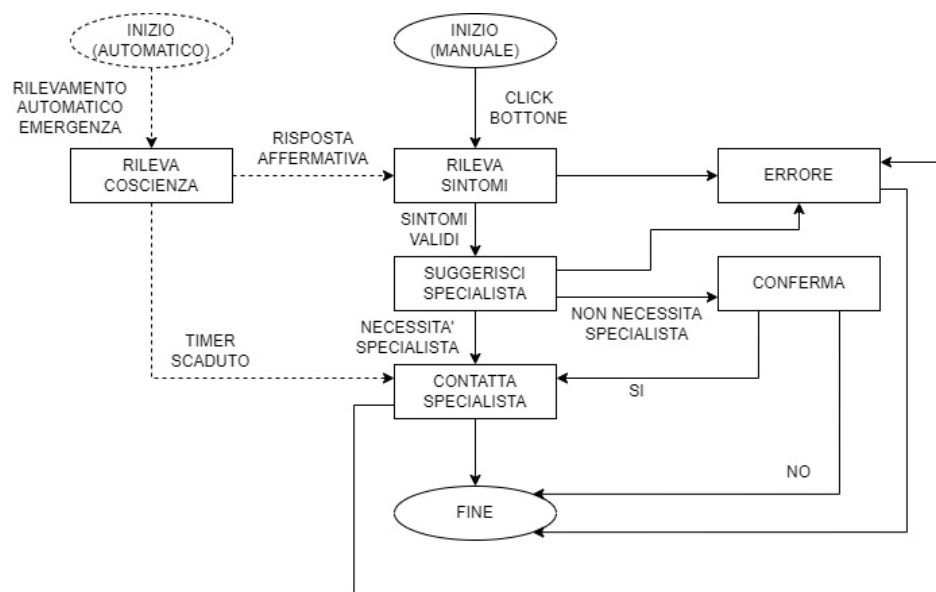 INIZIO
(AUTOMATICO)
INIZIO
(MANUALE)
RILEVAMENTO
AUTOMATICO
EMERGENZA
CLICK
BOTTONE
RISPOSTA
AFFERMATIVA
RILEVA
COSCIENZA
RILEVA
SINTOMI
ERRORE
SINTOMI
VALIDI
SUGGERISCI
SPECIALISTA
CONFERMA
NON NECESSITA
SPECIALISTA
NECESSITA'
SPECIALISTA
TIMER
SCADUTO
CONTATTA
SPECIALISTA
SI
NO
FINE